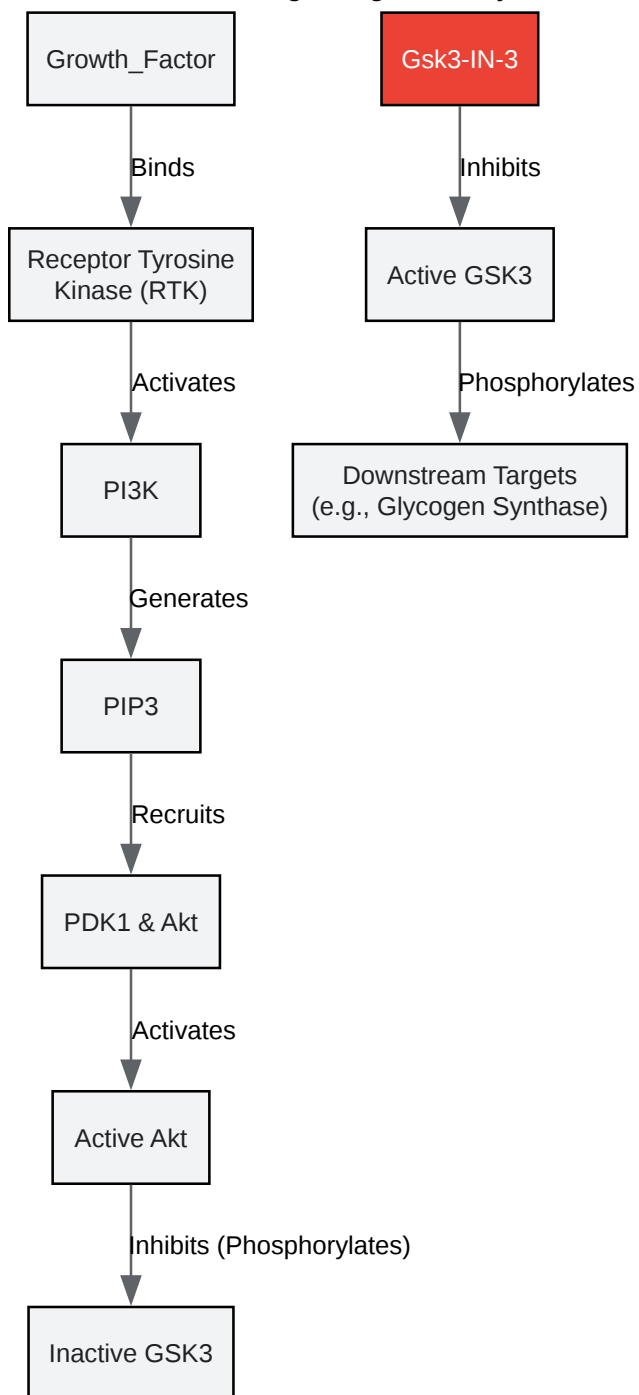 Growth_Factor
Gsk3-IN-3
Binds
Inhibits
Receptor Tyrosine
Kinase (RTK)
Active GSK3
Activates
Phosphorylates
PI3K
Downstream Targets
(e.g., Glycogen Synthase)
Generates
PIP3
Recruits
PDK1 & Akt
Activates
Active Akt
Inhibits (Phosphorylates)
Inactive GSK3